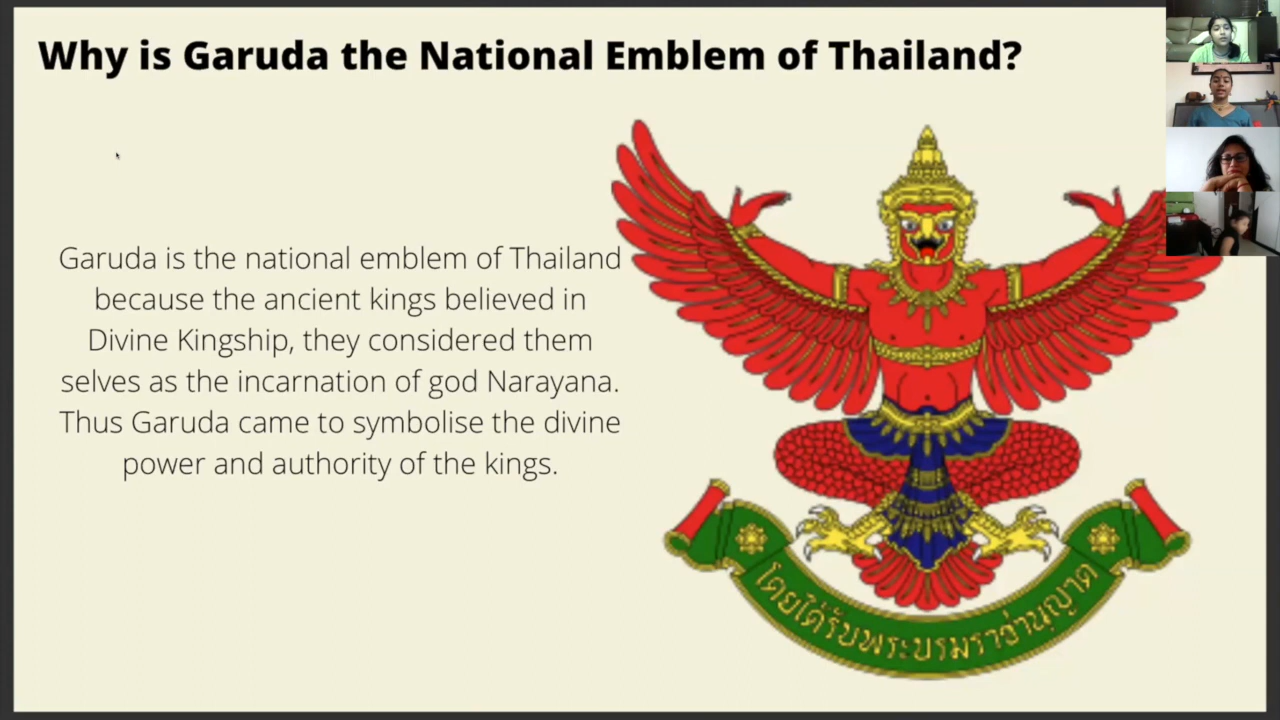 Why is Garuda the National Emblem of Thailand?
Garuda is the national emblem of Thailand
because the ancient kings believed in
Divine Kingship, they considered them
selves as the incarnation of god Narayana.
Thus Garuda came to symbolise the divine
power and authority of the kings.
โดยได้รับพระบรมราชานุญาต